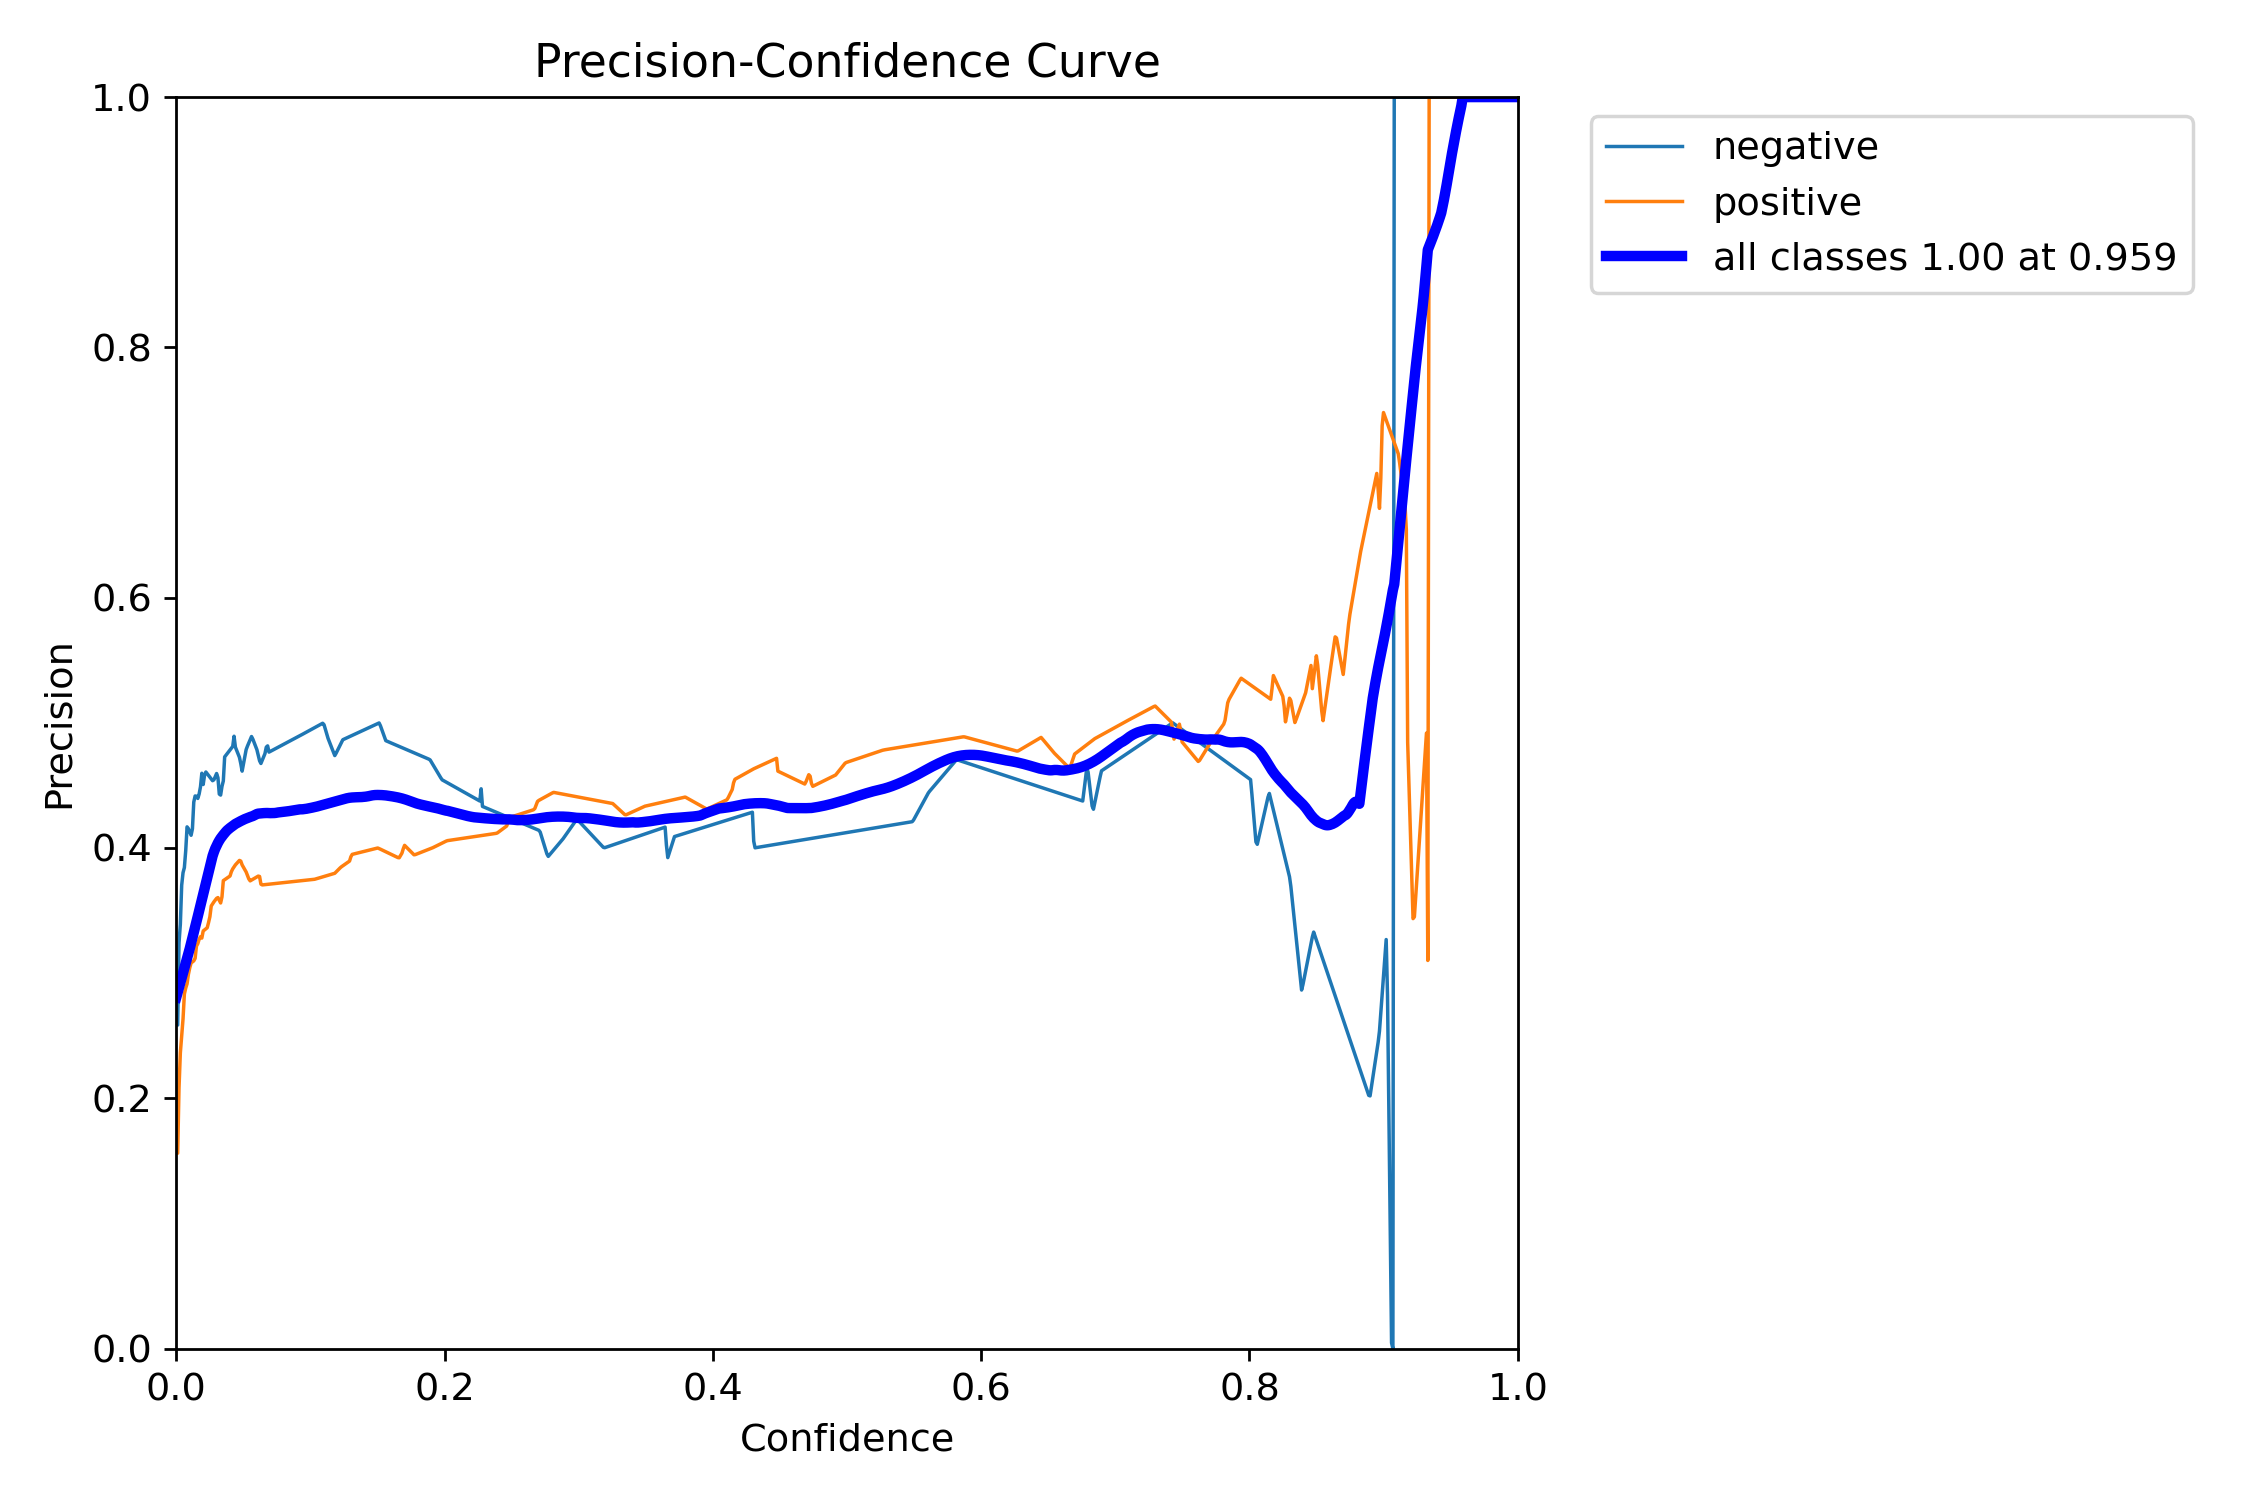 Precision-Confidence Curve
1.0
0.8
0.6
0.4
0.2
0.0
Precision
0.0 0.2 0.4 0.6 0.8 1.0
Confidence
negative
positive
all classes 1.00 at 0.959